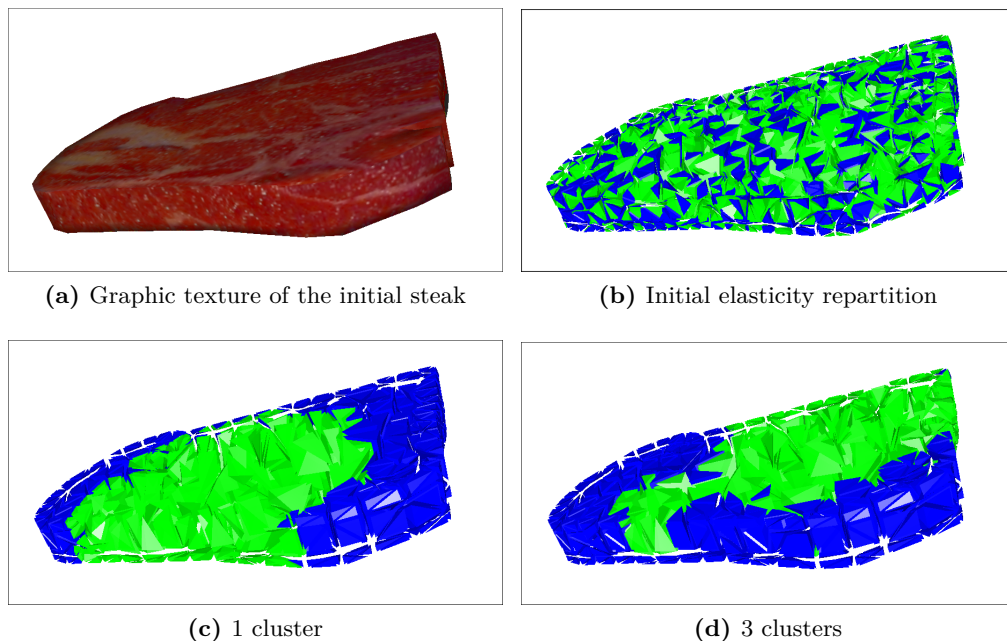 (a) Graphic texture of the initial steak
(b) Initial elasticity repartition
(c) 1 cluster
(d) 3 clusters